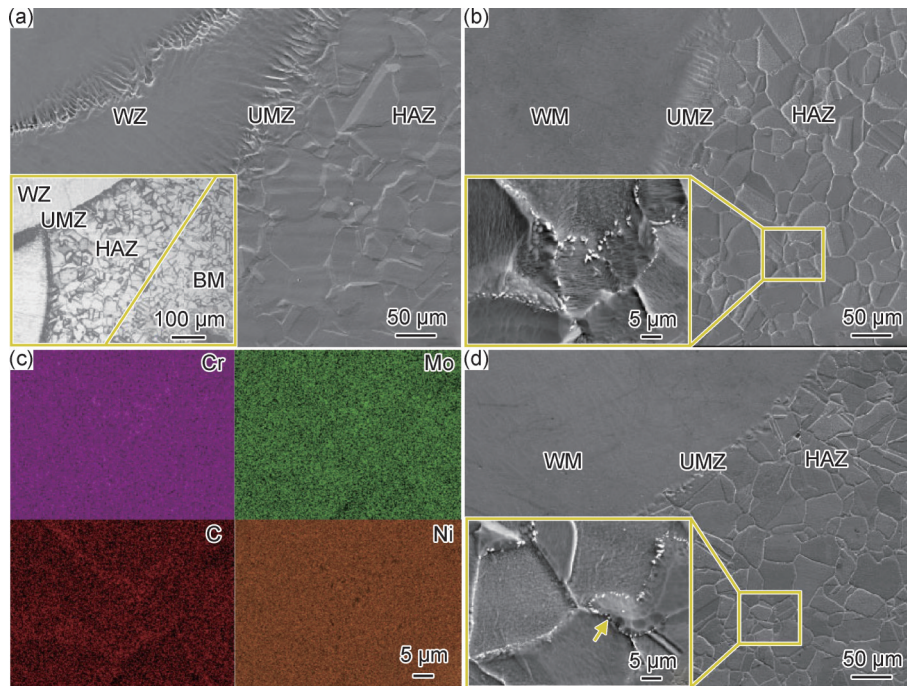 (a)
WZ
UMZ
HAZ
WZ
UMZ
HAZ
BM
100 μm
50 μm
(b)
WM
UMZ
HAZ
5 μm
50 μm
(c)
Cr
Mo
C
Ni
5 μm
(d)
WM
UMZ
HAZ
5 μm
50 μm